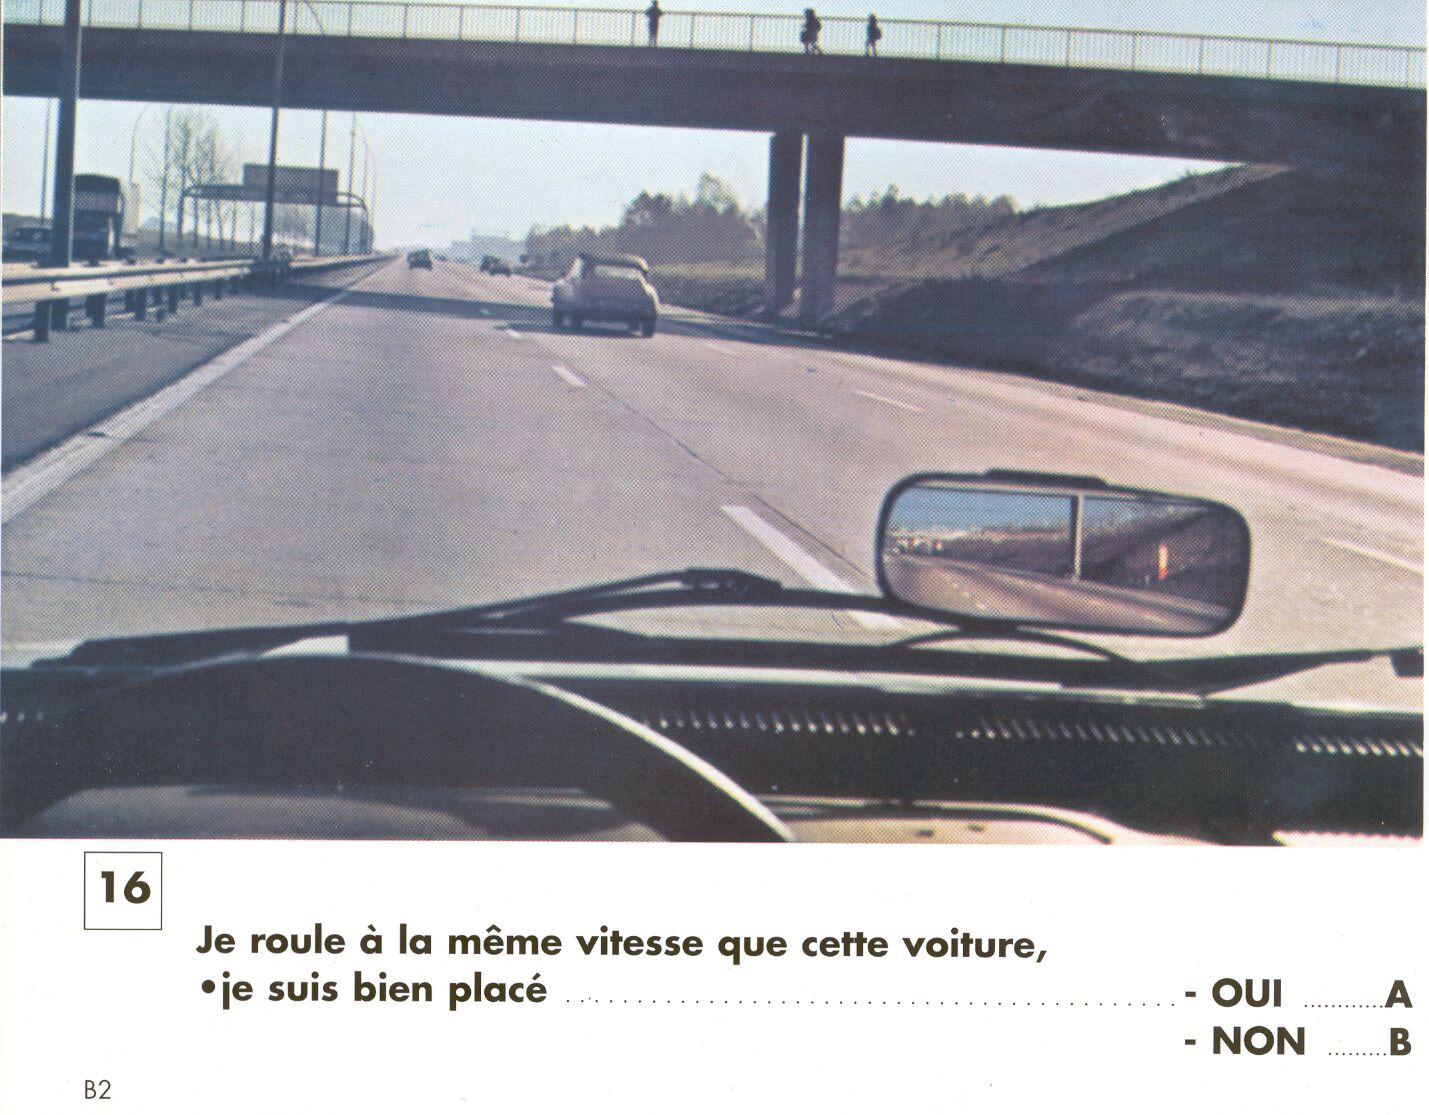 16
Je roule à la même vitesse que cette voiture,
•je suis bien placé ........................................ - OUI ............A
- NON .........B
B2